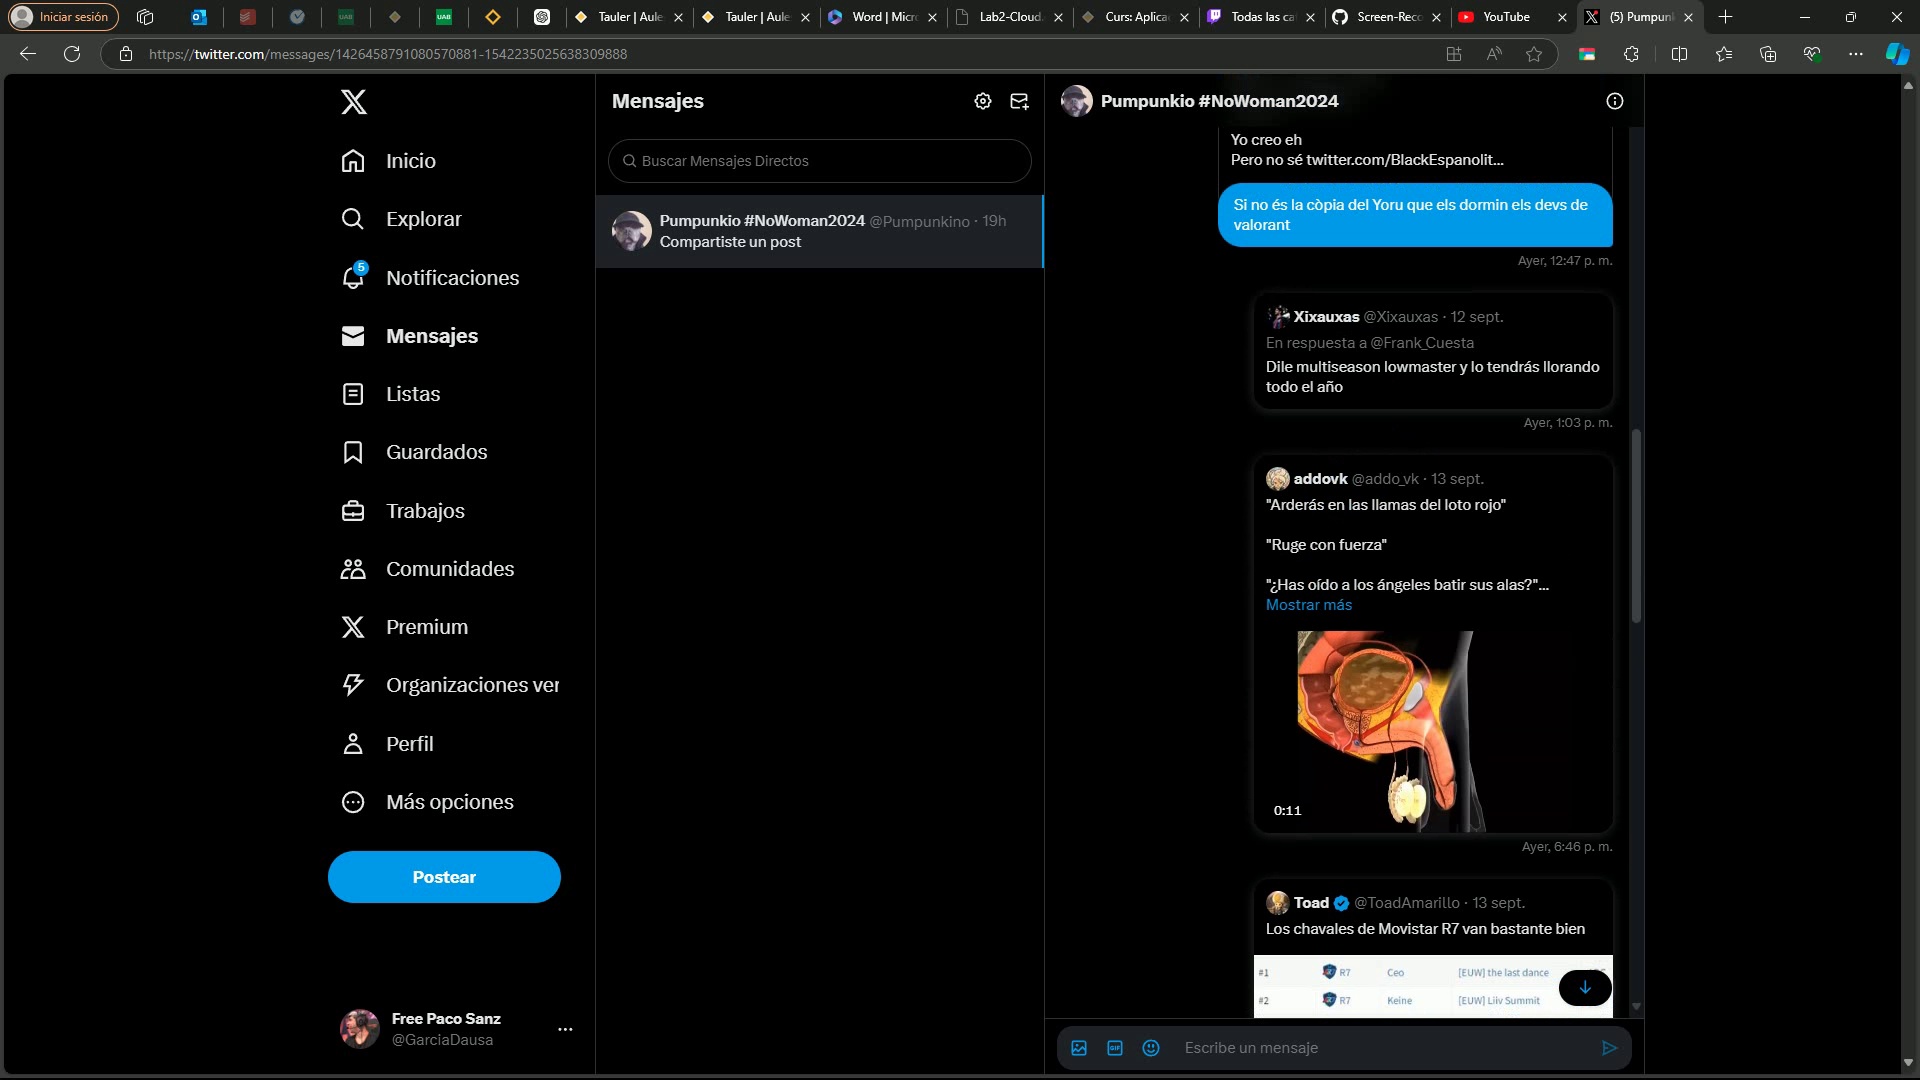 Iniciar sesión
UAB
UAB
Tauler | Aule
Tauler | Aule
Word | Micr
Lab2-Cloud
Curs: Aplica
Todas las ca
Screen-Rec
YouTube
(5) Pumpun
https://twitter.com/messages/1426458791080570881-1542235025638309888
Inicio
Explorar
5
Notificaciones
Mensajes
Listas
Guardados
Trabajos
Comunidades
Premium
Organizaciones ver
Perfil
Más opciones
Postear
Free Paco Sanz
@GarciaDausa
Mensajes
Buscar Mensajes Directos
Pumpunkio #NoWoman2024 @Pumpunkino · 19h
Compartiste un post
Pumpunkio #NoWoman2024
Yo creo eh
Pero no sé twitter.com/BlackEspanolit...
Si no és la còpia del Yoru que els dormin els devs de
valorant
Ayer, 12:47 p. m.
Xixauxas @Xixauxas · 12 sept.
En respuesta a @Frank_Cuesta
Dile multiseason lowmaster y lo tendrás llorando
todo el año
Ayer, 1:03 p. m.
addovk @addo_vk · 13 sept.
"Arderás en las llamas del loto rojo"
"Ruge con fuerza"
"¿Has oído a los ángeles batir sus alas?"...
Mostrar más
0:11
Ayer, 6:46 p. m.
Toad @ToadAmarillo · 13 sept.
Los chavales de Movistar R7 van bastante bien
#1 R7 Ceo [EUW] the last dance
#2 R7 Keine [EUW] Liiv Summit
GIF
Escribe un mensaje